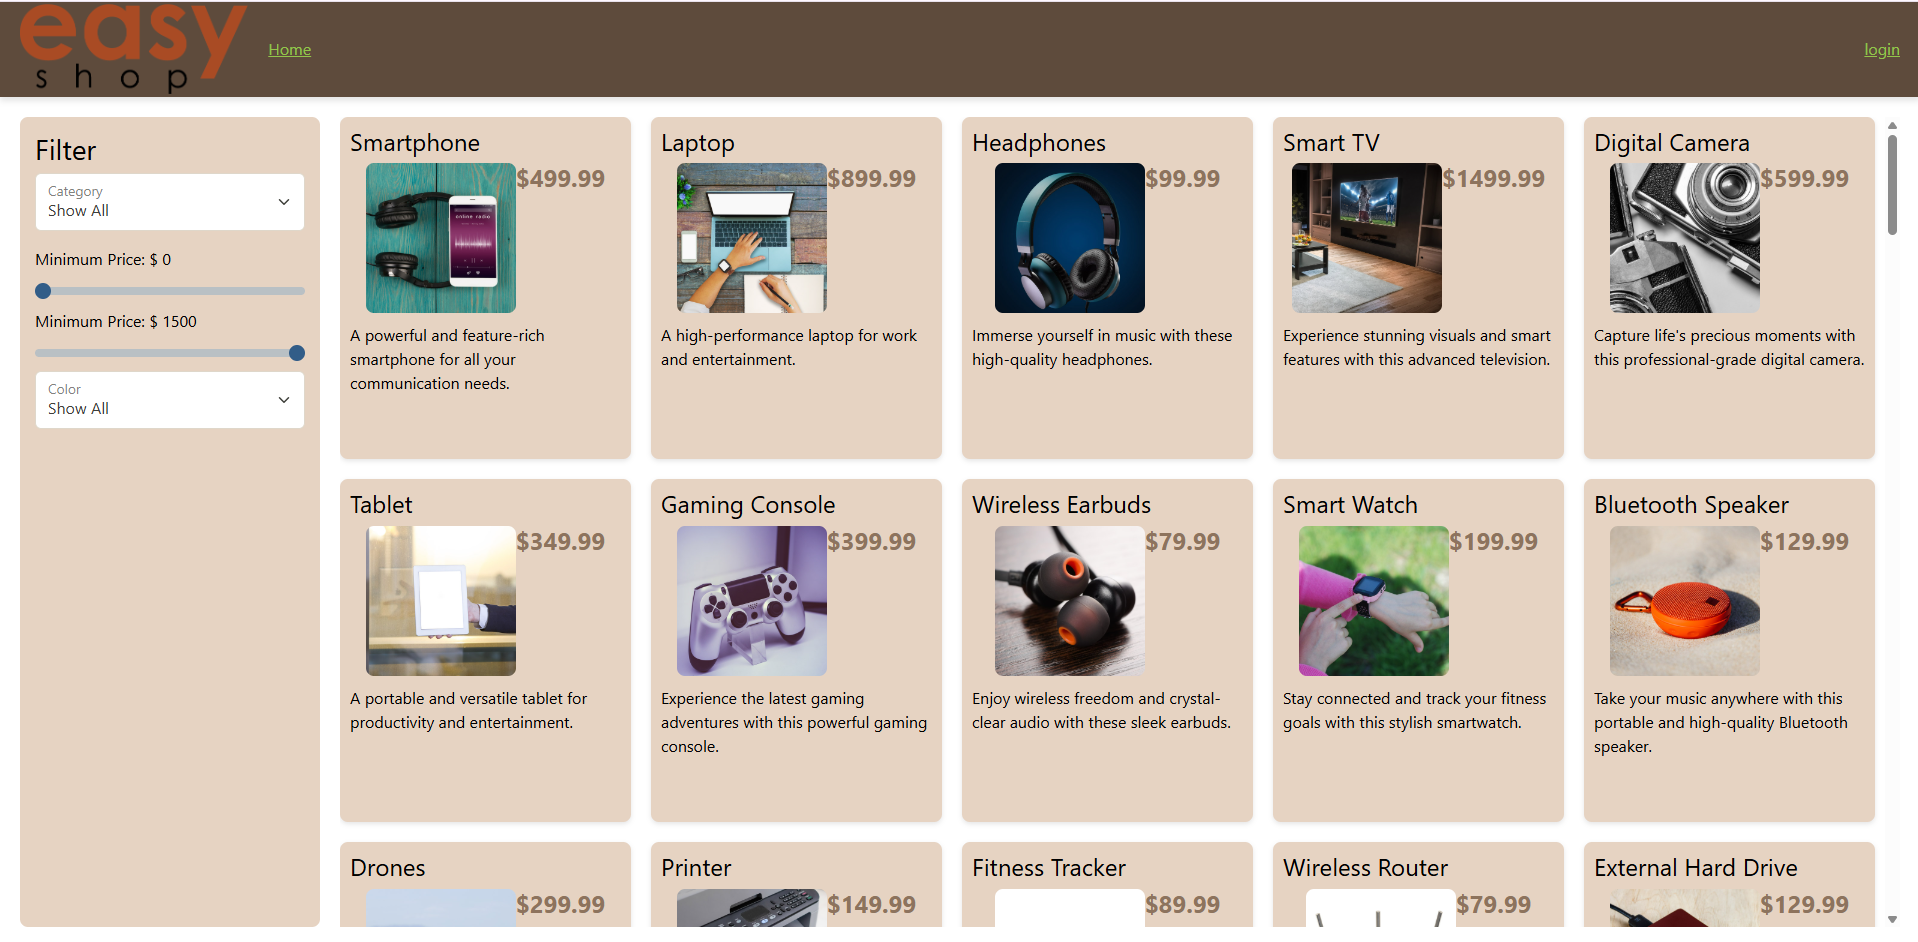 easy
shop
Home
login
Filter
Category
Show All
Minimum Price: $ 0
Minimum Price: $ 1500
Color
Show All
Smartphone
$499.99
online radio
A powerful and feature-rich
smartphone for all your
communication needs.
Laptop
$899.99
A high-performance laptop for work
and entertainment.
Headphones
$99.99
Immerse yourself in music with these
high-quality headphones.
Smart TV
$1499.99
Experience stunning visuals and smart
features with this advanced television.
Digital Camera
$599.99
Capture life's precious moments with
this professional-grade digital camera.
Tablet
$349.99
A portable and versatile tablet for
productivity and entertainment.
Gaming Console
$399.99
Experience the latest gaming
adventures with this powerful gaming
console.
Wireless Earbuds
$79.99
Enjoy wireless freedom and crystal-
clear audio with these sleek earbuds.
Smart Watch
$199.99
Stay connected and track your fitness
goals with this stylish smartwatch.
Bluetooth Speaker
$129.99
Take your music anywhere with this
portable and high-quality Bluetooth
speaker.
Drones
$299.99
Printer
$149.99
Fitness Tracker
$89.99
Wireless Router
$79.99
External Hard Drive
$129.99